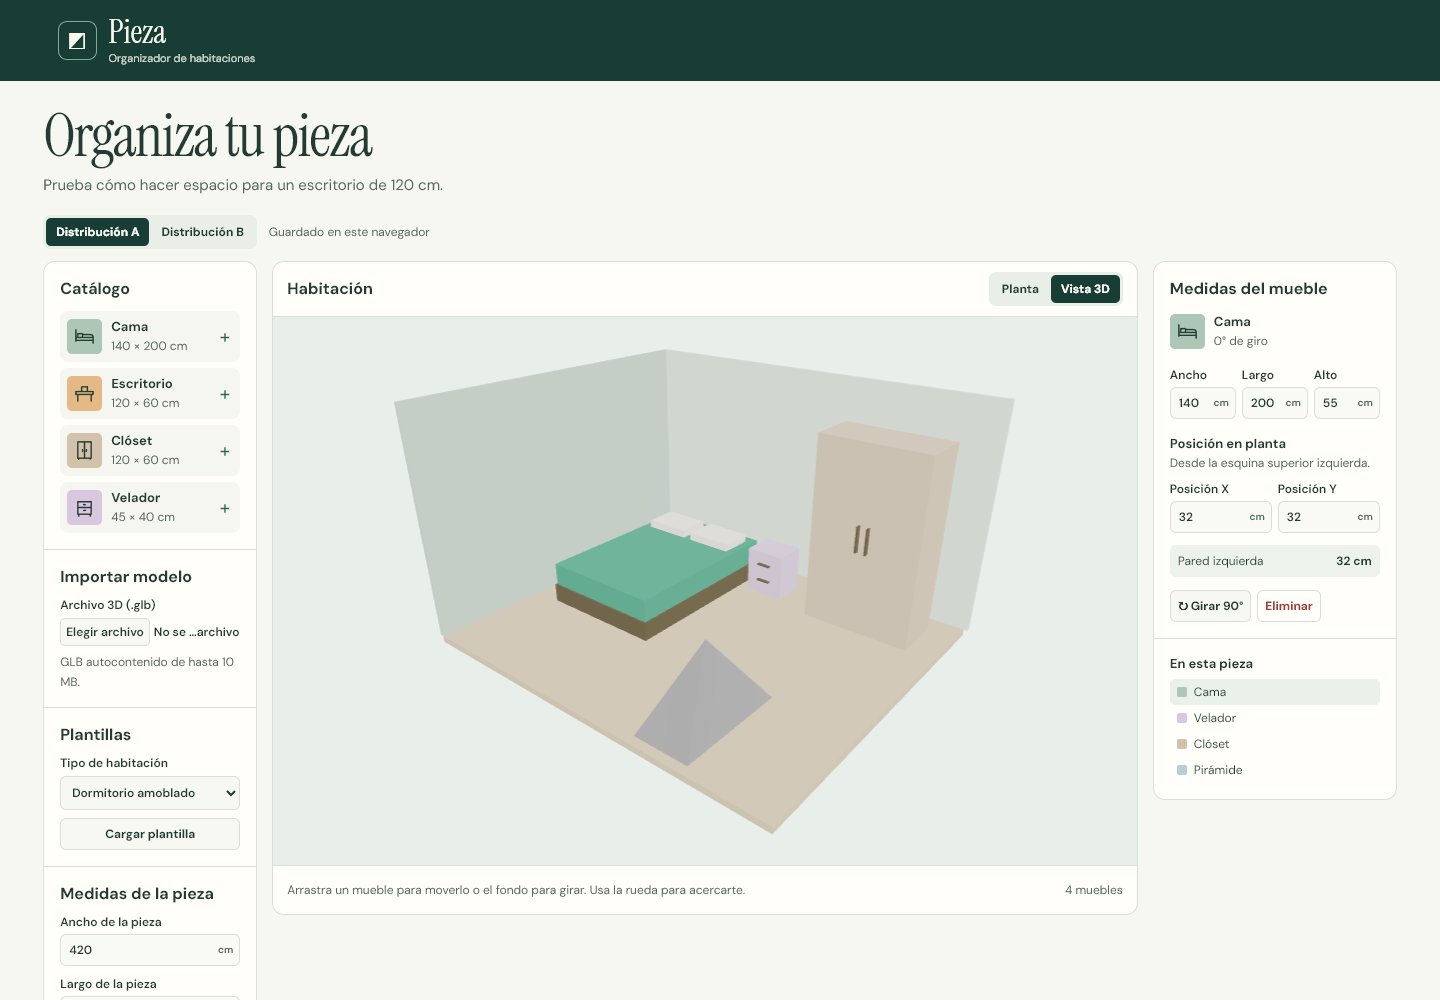 Pieza
Organizador de habitaciones
Organiza tu pieza
Prueba cómo hacer espacio para un escritorio de 120 cm.
Distribución A
Distribución B
Guardado en este navegador
Catálogo
Cama
140 × 200 cm
+
Escritorio
120 × 60 cm
+
Clóset
120 × 60 cm
+
Velador
45 × 40 cm
+
Importar modelo
Archivo 3D (.glb)
Elegir archivo No se ...archivo
GLB autocontenido de hasta 10
MB.
Plantillas
Tipo de habitación
Dormitorio amoblado
Cargar plantilla
Medidas de la pieza
Ancho de la pieza
420 cm
Largo de la pieza
Habitación
Planta
Vista 3D
Arrastra un mueble para moverlo o el fondo para girar. Usa la rueda para acercarte.
4 muebles
Medidas del mueble
Cama
0° de giro
Ancho Largo Alto
140 cm 200 cm 55 cm
Posición en planta
Desde la esquina superior izquierda.
Posición X Posición Y
32 cm 32 cm
Pared izquierda 32 cm
↻ Girar 90° Eliminar
En esta pieza
Cama
Velador
Clóset
Pirámide